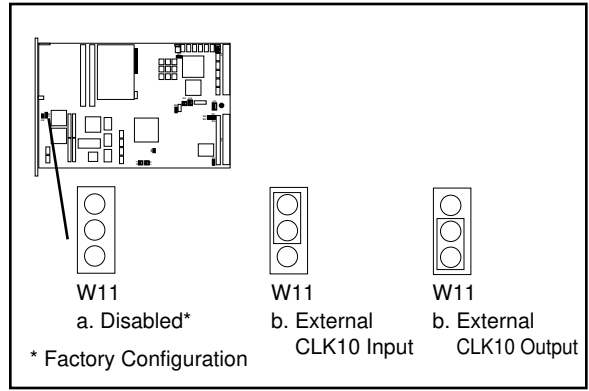 W11
a. Disabled*
W11
b. External
CLK10 Input
W11
b. External
CLK10 Output
* Factory Configuration